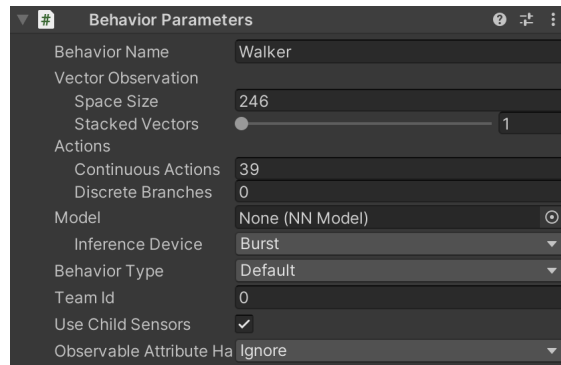 # Behavior Parameters
Behavior Name Walker
Vector Observation
Space Size 246
Stacked Vectors 1
Actions
Continuous Actions 39
Discrete Branches 0
Model None (NN Model)
Inference Device Burst
Behavior Type Default
Team Id 0
Use Child Sensors
Observable Attribute Ha Ignore